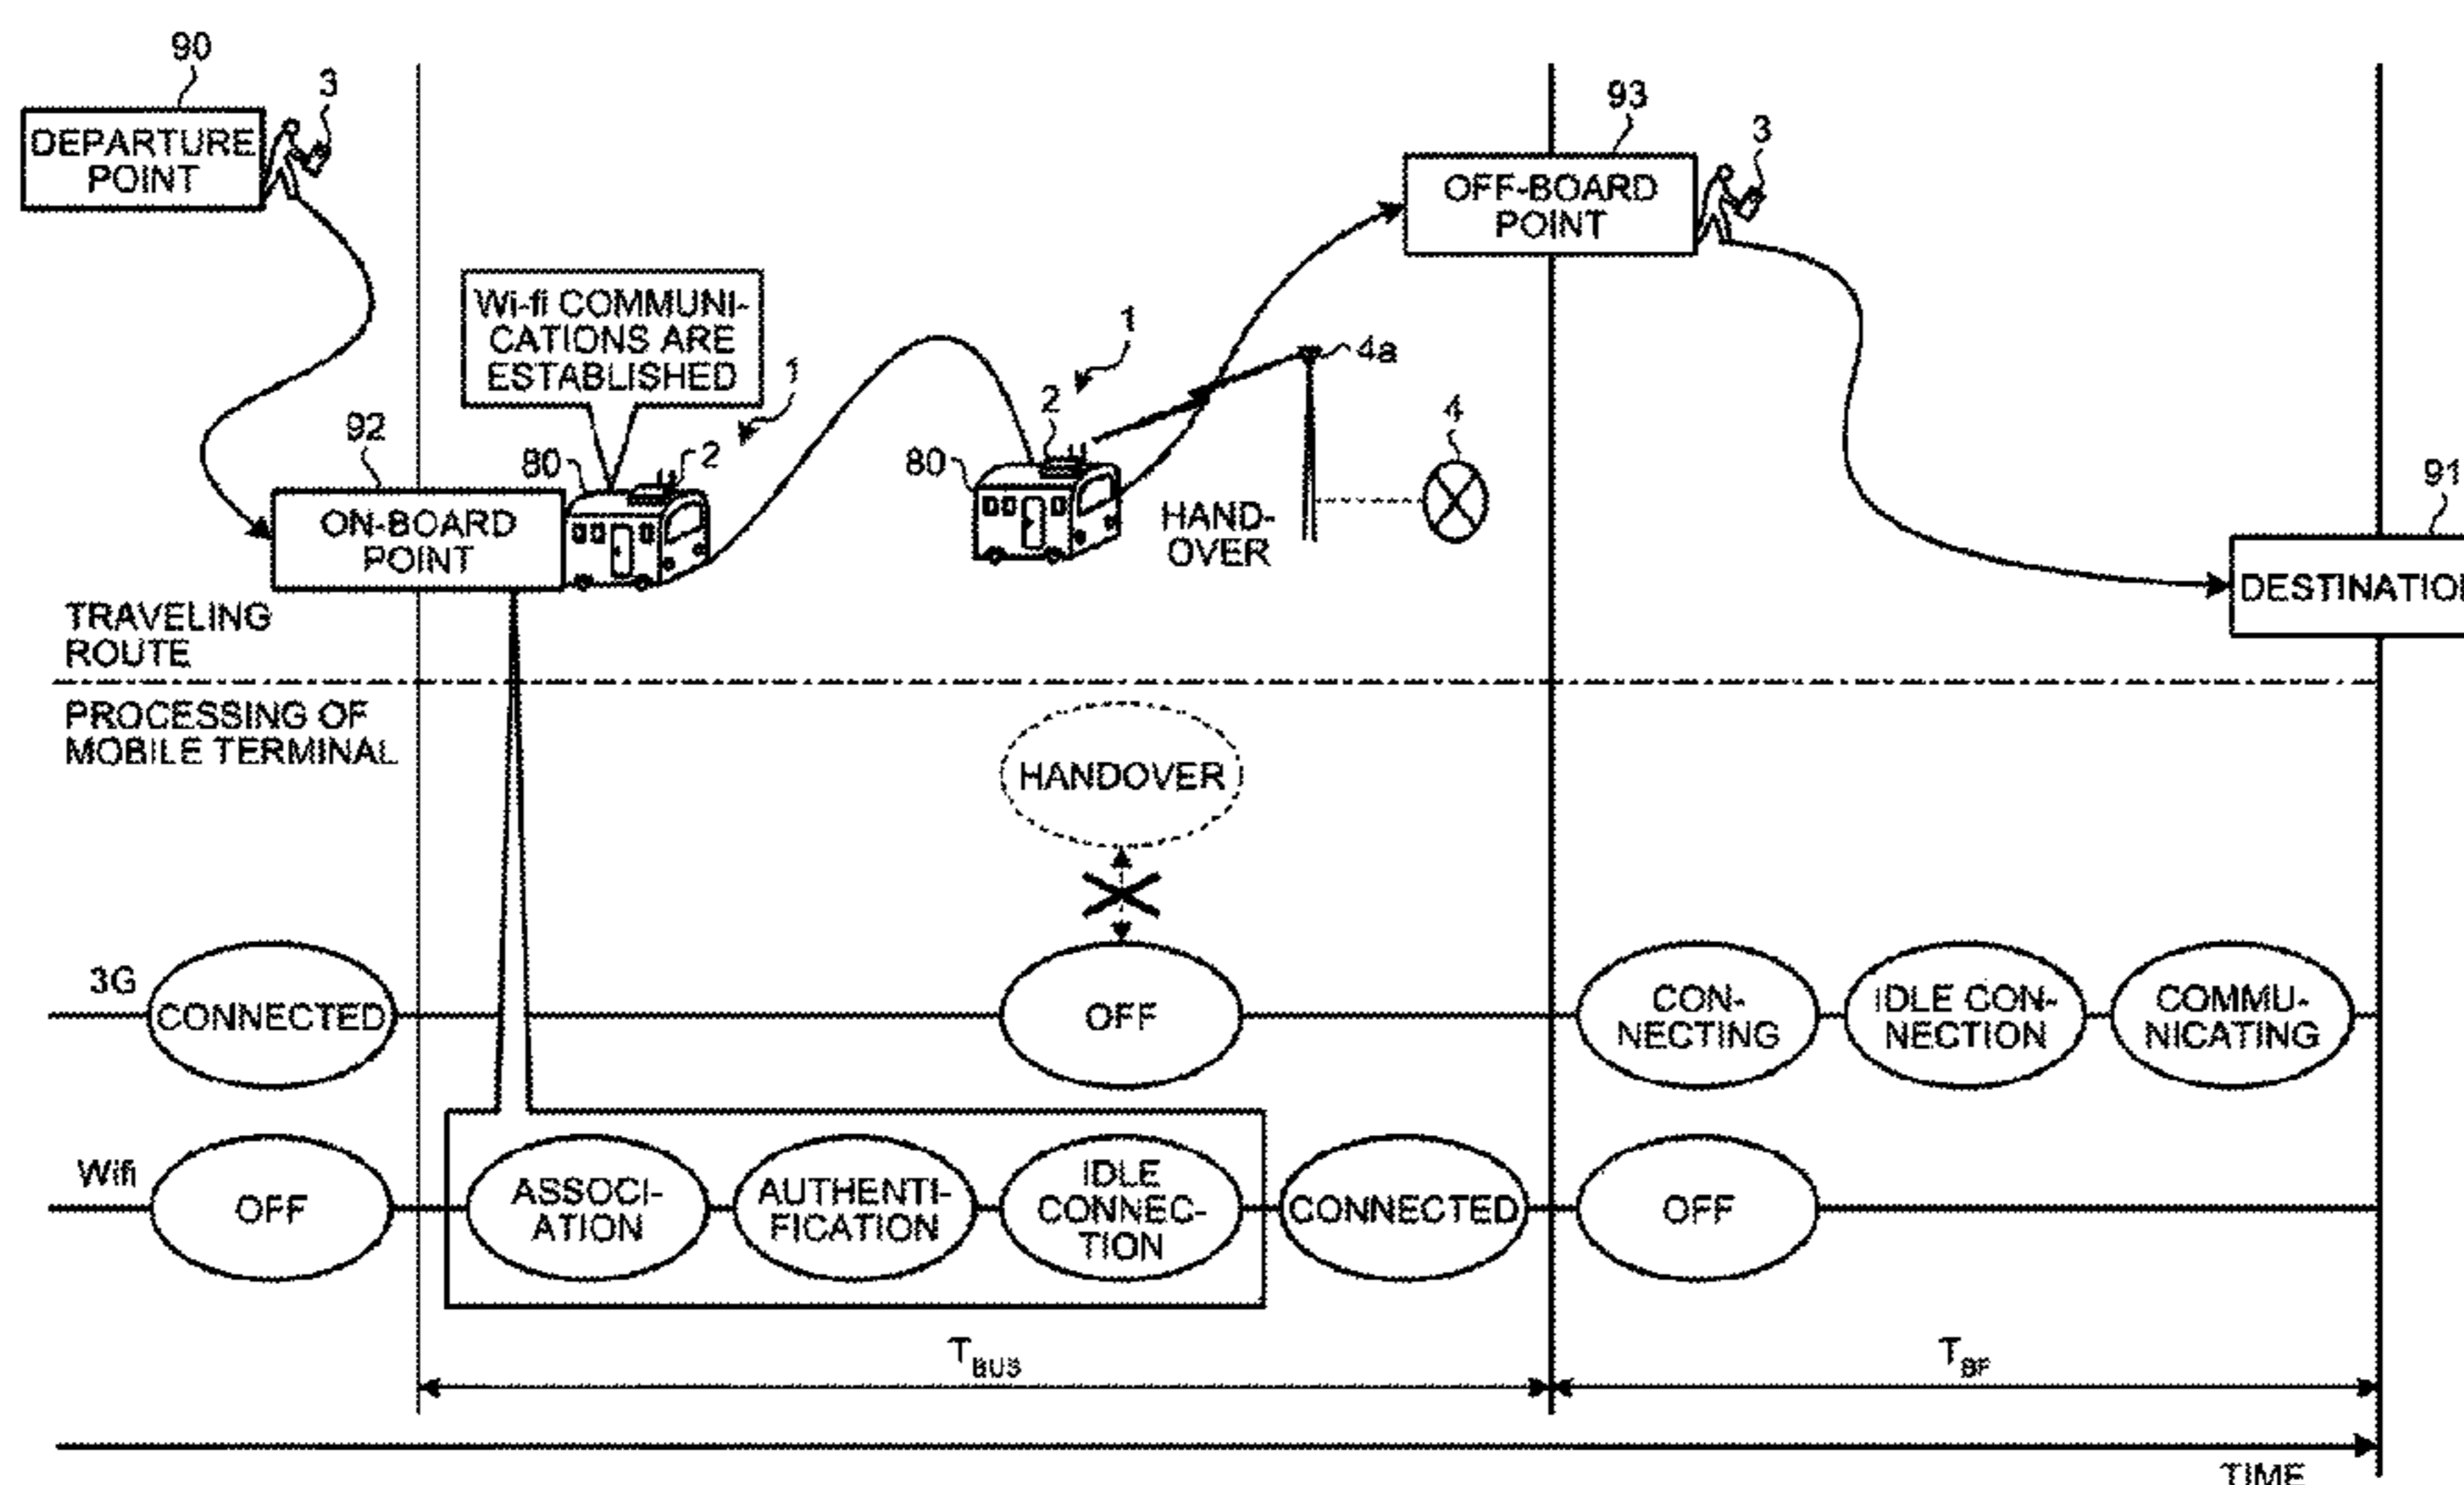 90
3
DEPARTURE
POINT
93
3
OFF-BOARD
POINT
Wi-fi COMMUNI-
CATIONS ARE
ESTABLISHED
1
1
4a
2
4
92
80
2
80
91
ON-BOARD
POINT
HAND-
OVER
TRAVELING
ROUTE
PROCESSING OF
MOBILE TERMINAL
HANDOVER
3G
CONNECTED
OFF
CON-
NECTING
IDLE CON-
NECTION
COMMU-
NICATING
Wifi
OFF
ASSOCI-
ATION
AUTHENTI-
FICATION
IDLE
CONNEC-
TION
CONNECTED
OFF
TBUS
TIME